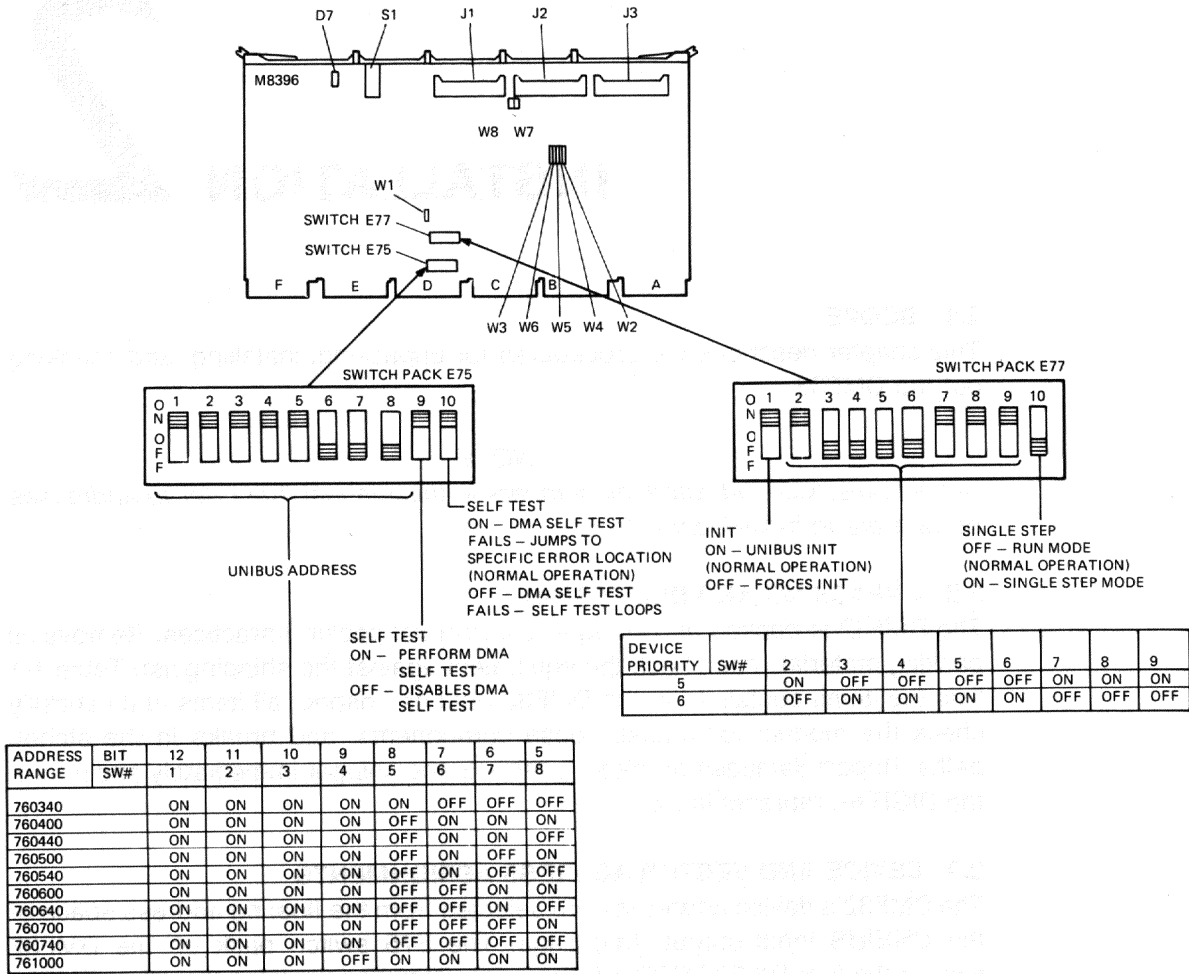 D7 S1 J1 J2 J3
M8396
W8 W7
W1
SWITCH E77
SWITCH E75
F E D C B A
W3 W6 W5 W4 W2
SWITCH PACK E75
ON OFF
1 2 3 4 5 6 7 8 9 10
UNIBUS ADDRESS
SELF TEST
ON – DMA SELF TEST
FAILS – JUMPS TO
SPECIFIC ERROR LOCATION
(NORMAL OPERATION)
OFF – DMA SELF TEST
FAILS – SELF TEST LOOPS
SELF TEST
ON – PERFORM DMA
SELF TEST
OFF – DISABLES DMA
SELF TEST
SWITCH PACK E77
ON OFF
1 2 3 4 5 6 7 8 9 10
INIT
ON – UNIBUS INIT
(NORMAL OPERATION)
OFF – FORCES INIT
SINGLE STEP
OFF – RUN MODE
(NORMAL OPERATION)
ON – SINGLE STEP MODE
DEVICE PRIORITY SW# 2 3 4 5 6 7 8 9
5 ON OFF OFF OFF OFF ON ON ON
6 OFF ON ON ON ON OFF OFF OFF
ADDRESS RANGE BIT 12 11 10 9 8 7 6 5
SW# 1 2 3 4 5 6 7 8
760340 ON ON ON ON ON OFF OFF OFF
760400 ON ON ON ON OFF ON ON ON
760440 ON ON ON ON OFF ON ON OFF
760500 ON ON ON ON OFF ON OFF ON
760540 ON ON ON ON OFF ON OFF OFF
760600 ON ON ON ON OFF OFF ON ON
760640 ON ON ON ON OFF OFF ON OFF
760700 ON ON ON ON OFF OFF OFF ON
760740 ON ON ON ON OFF OFF OFF OFF
761000 ON ON ON OFF ON ON ON ON